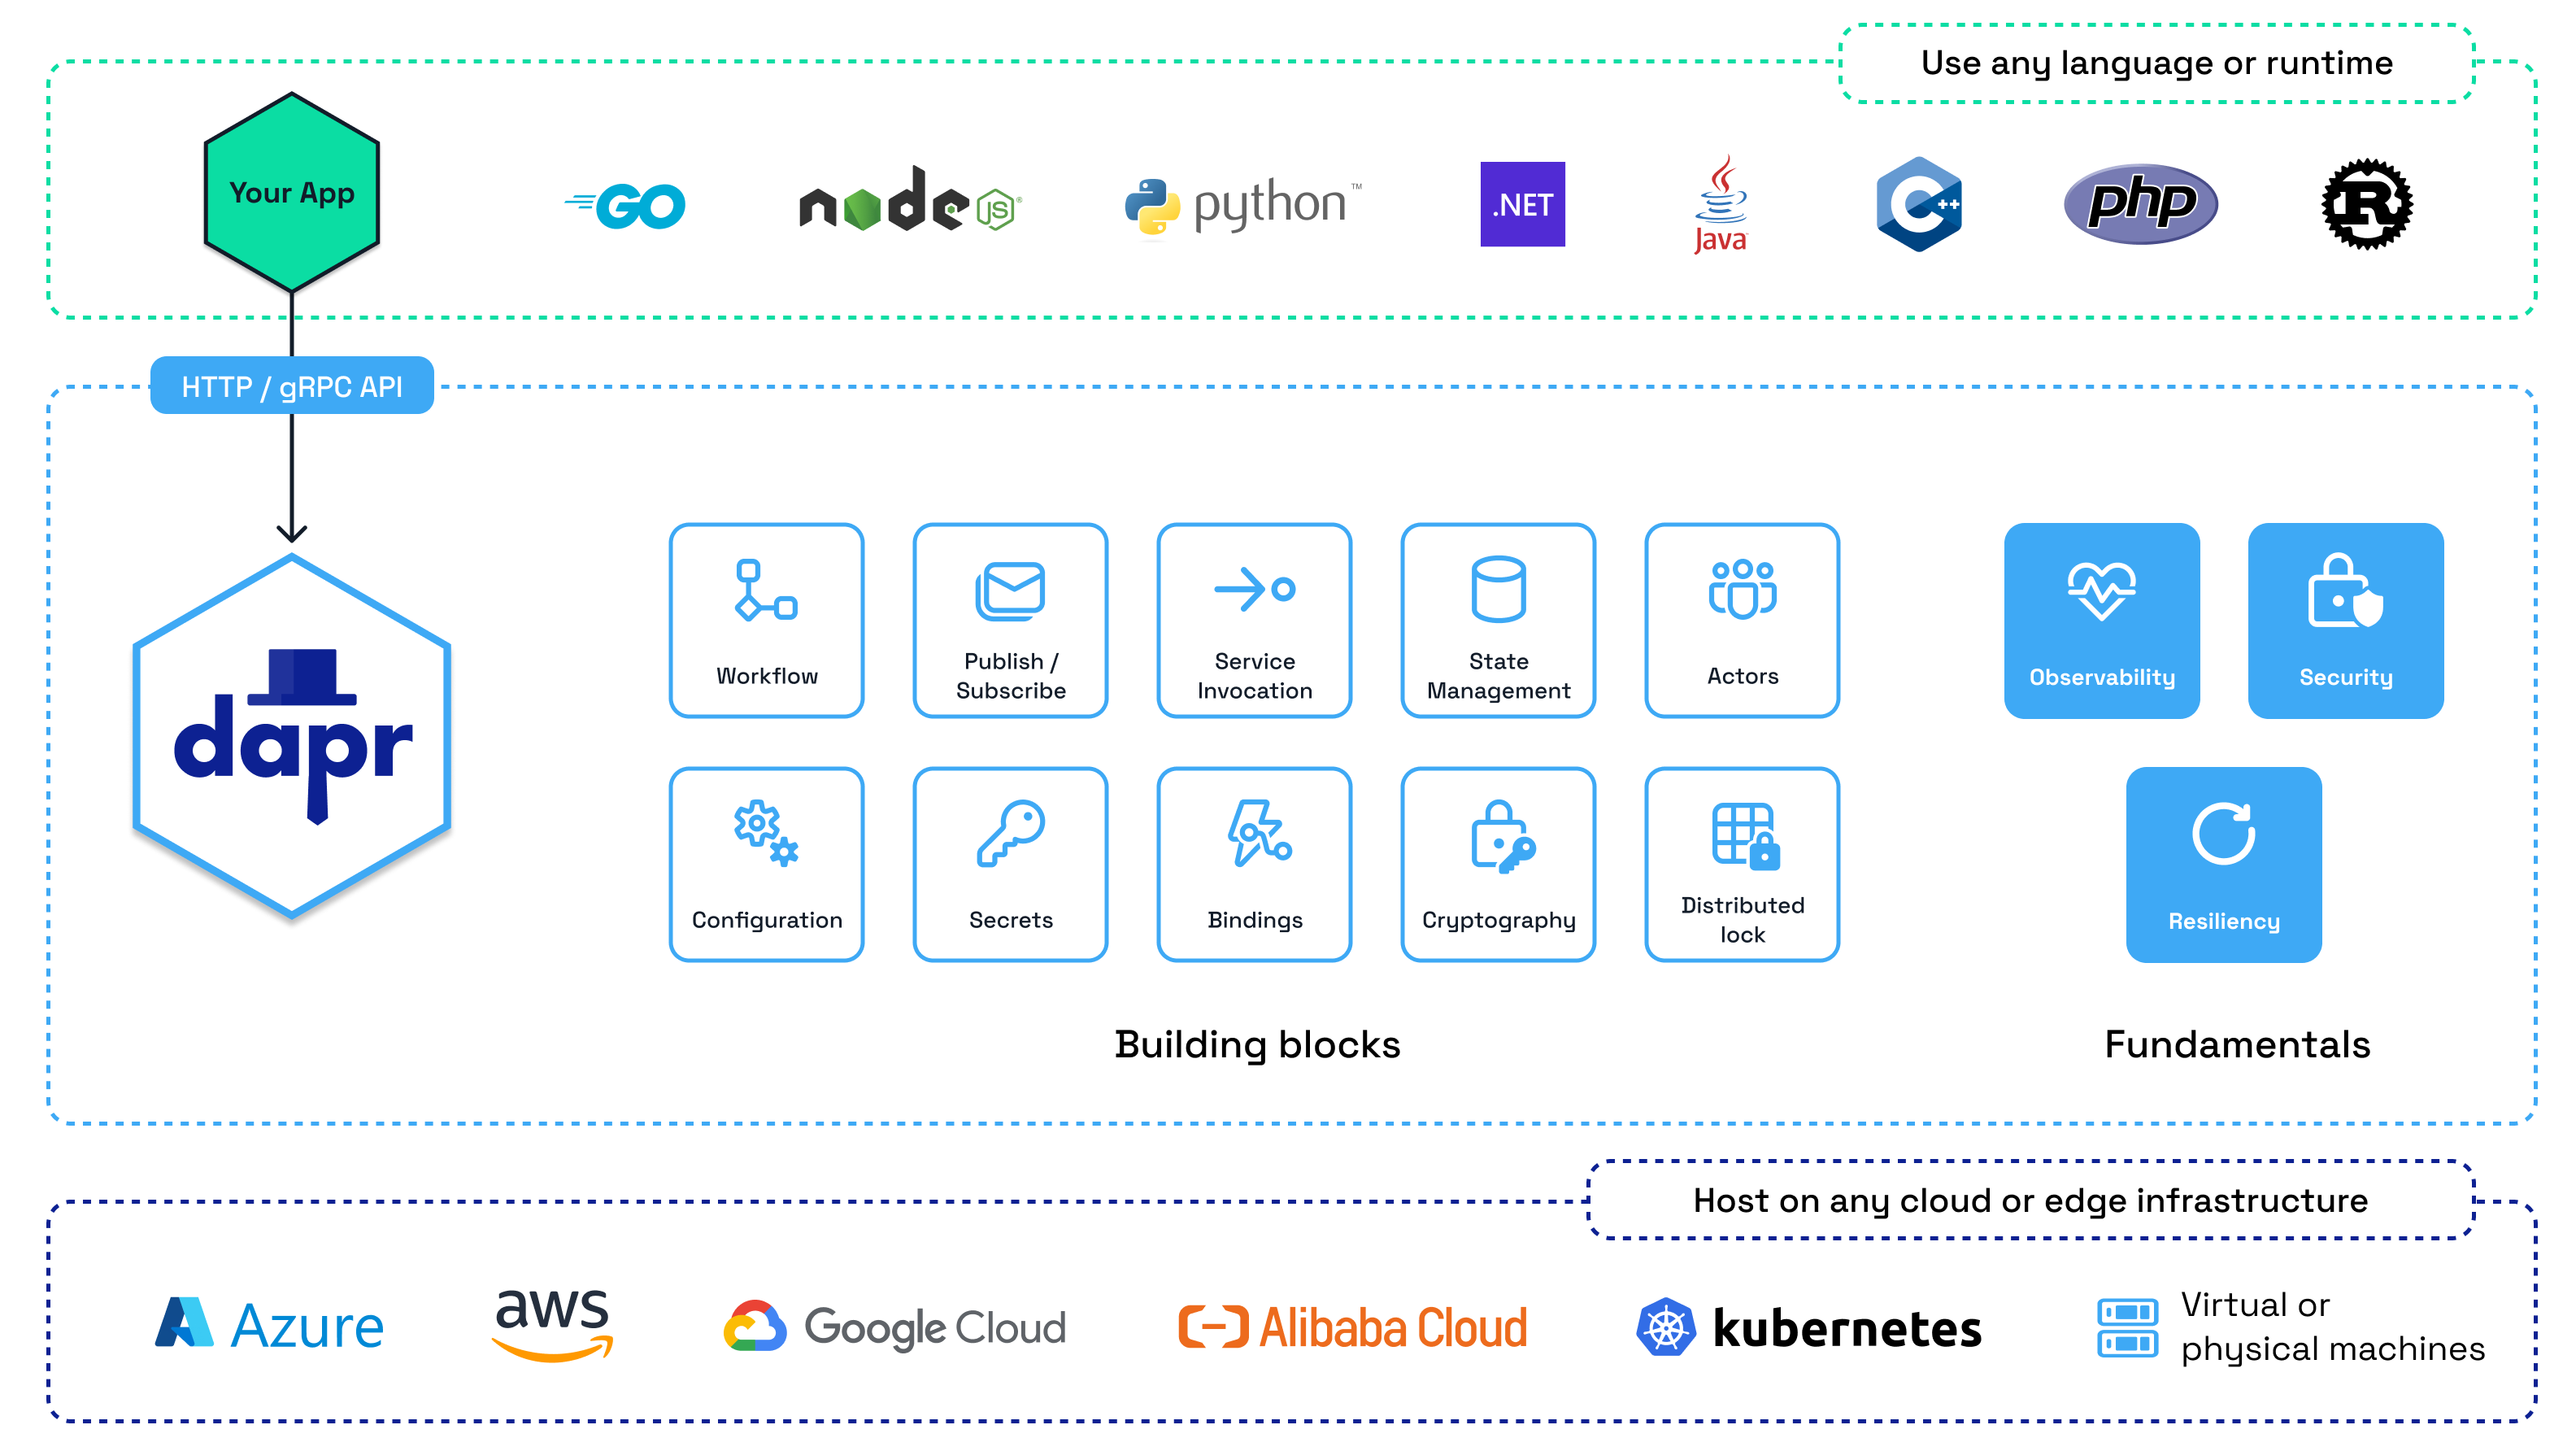 Use any language or runtime
Your App
GO
node JS ®
python ™
.NET
Java
C++
php
R
HTTP / gRPC API
dapr
Workflow
Publish /
Subscribe
Service
Invocation
State
Management
Actors
Observability
Security
Configuration
Secrets
Bindings
Cryptography
Distributed
lock
Resiliency
Building blocks
Fundamentals
Host on any cloud or edge infrastructure
Azure
aws
Google Cloud
Alibaba Cloud
kubernetes
Virtual or
physical machines